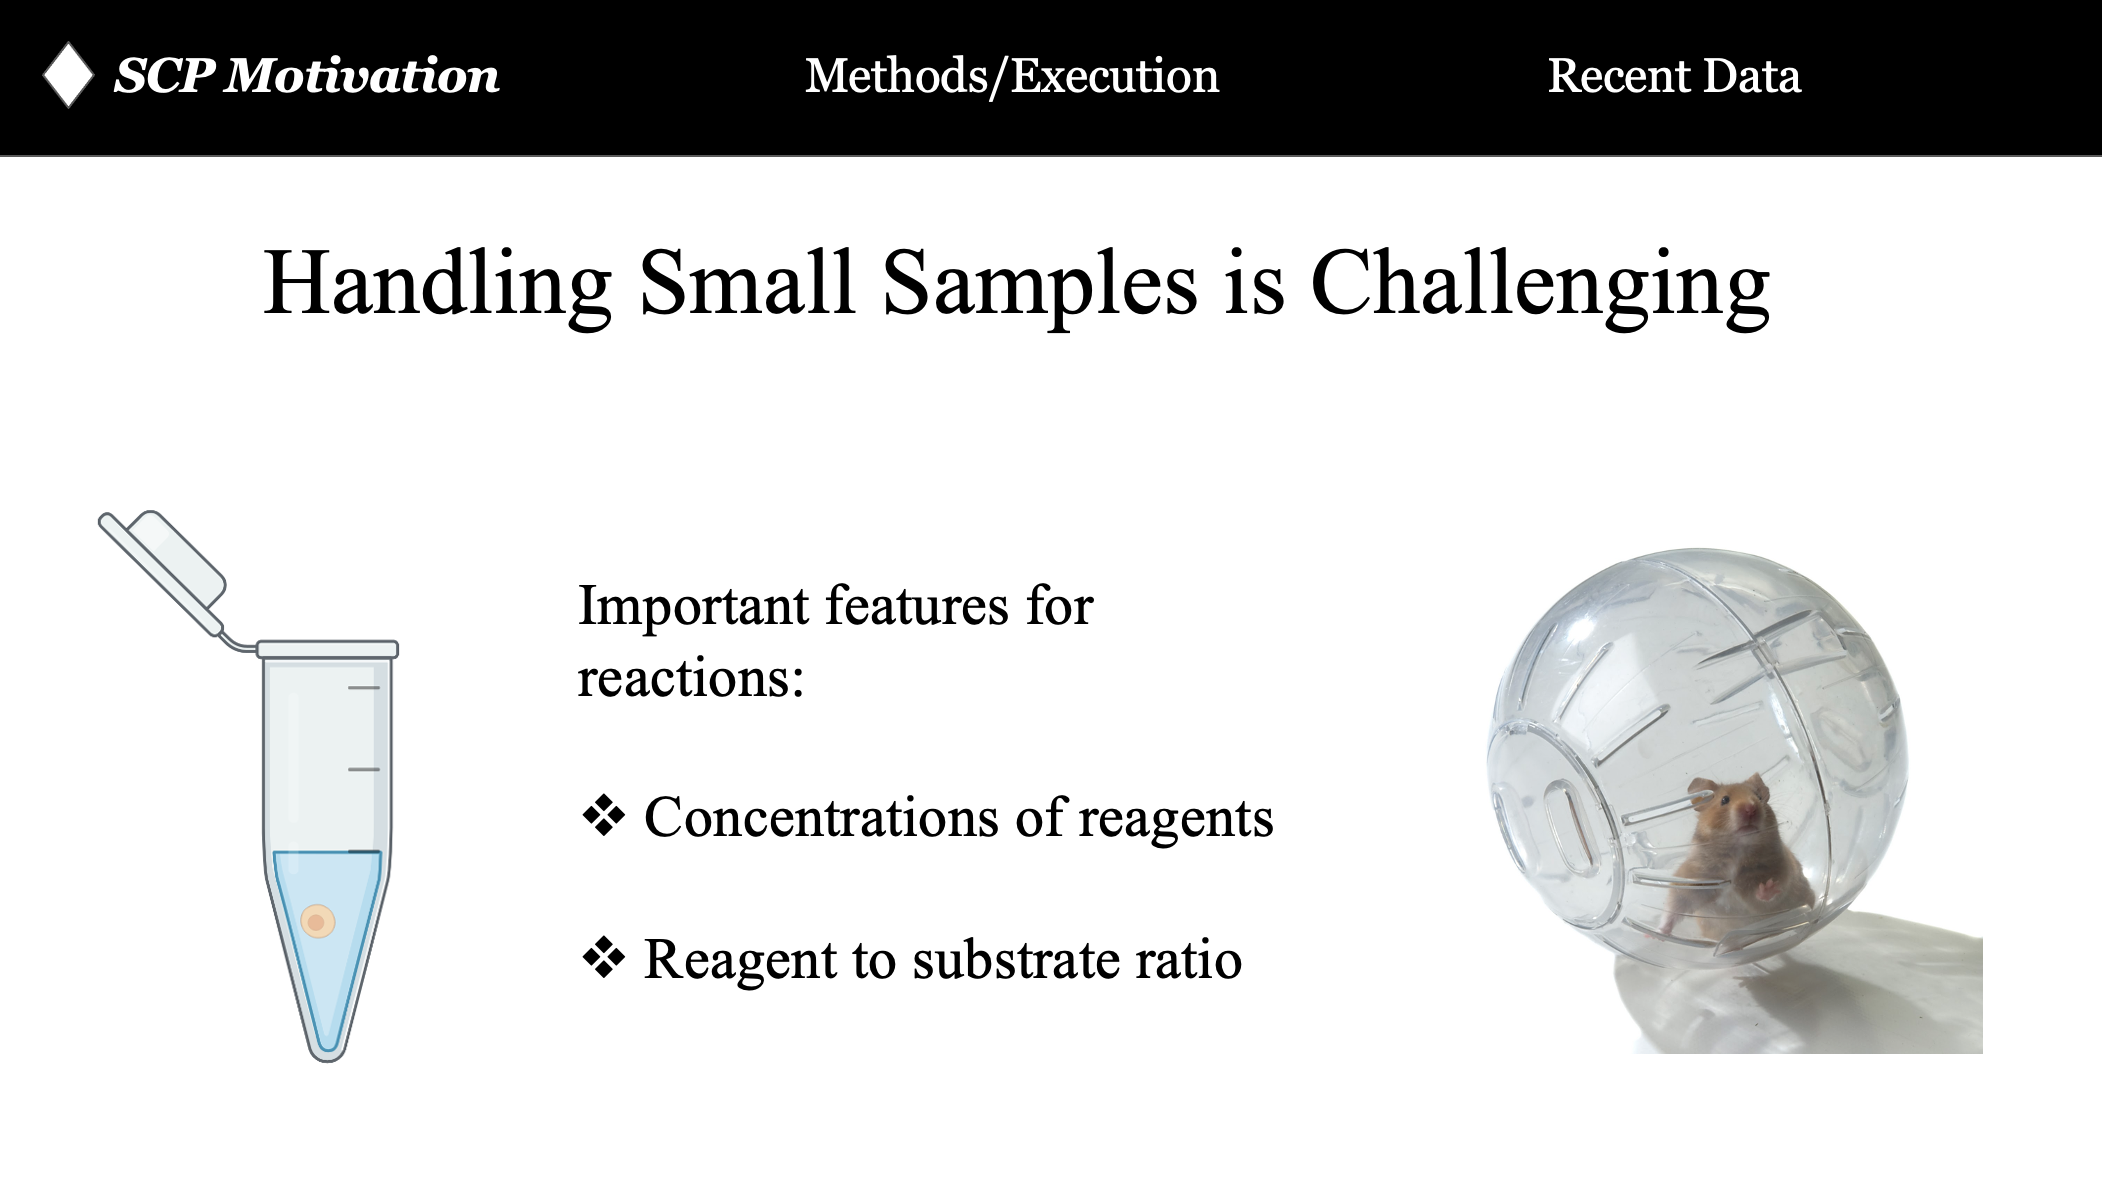 SCP Motivation
Methods/Execution
Recent Data
Handling Small Samples is Challenging
Important features for
reactions:
❖ Concentrations of reagents
❖ Reagent to substrate ratio